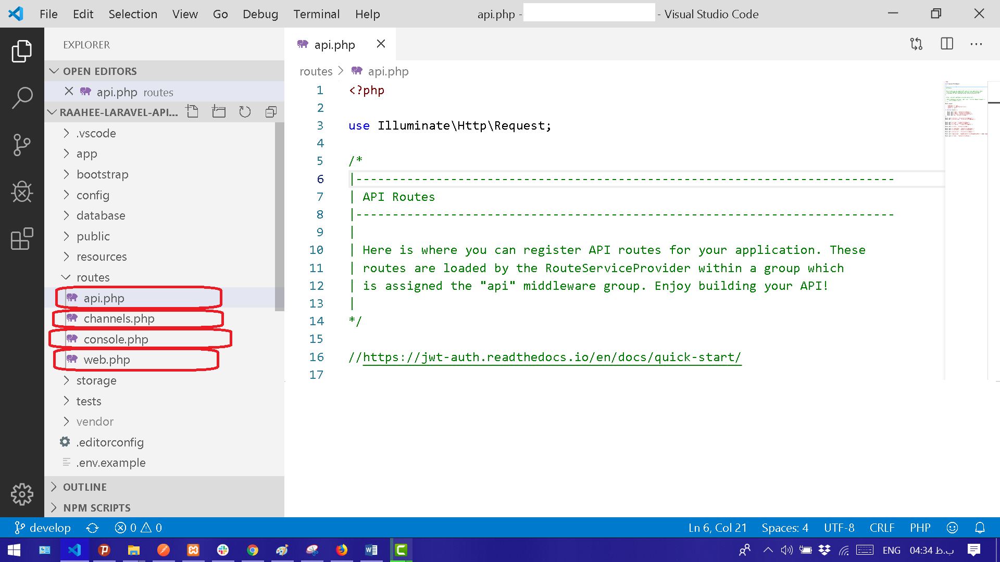 File Edit Selection View Go Debug Terminal Help
api.php - - Visual Studio Code
EXPLORER
OPEN EDITORS
api.php routes
RAAHEE-LARAVEL-API...
.vscode
app
bootstrap
config
database
public
resources
routes
api.php
channels.php
console.php
web.php
storage
tests
vendor
.editorconfig
.env.example
OUTLINE
NPM SCRIPTS
api.php
routes > api.php
1 <?php
2
3 use Illuminate\Http\Request;
4
5 /*
6 |--------------------------------------------------------------------------
7 | API Routes
8 |--------------------------------------------------------------------------
9 |
10 | Here is where you can register API routes for your application. These
11 | routes are loaded by the RouteServiceProvider within a group which
12 | is assigned the "api" middleware group. Enjoy building your API!
13 |
14 */
15
16 //https://jwt-auth.readthedocs.io/en/docs/quick-start/
17
develop 0 0
Ln 6, Col 21 Spaces: 4 UTF-8 CRLF PHP
ENG 04:34 ب.ظ